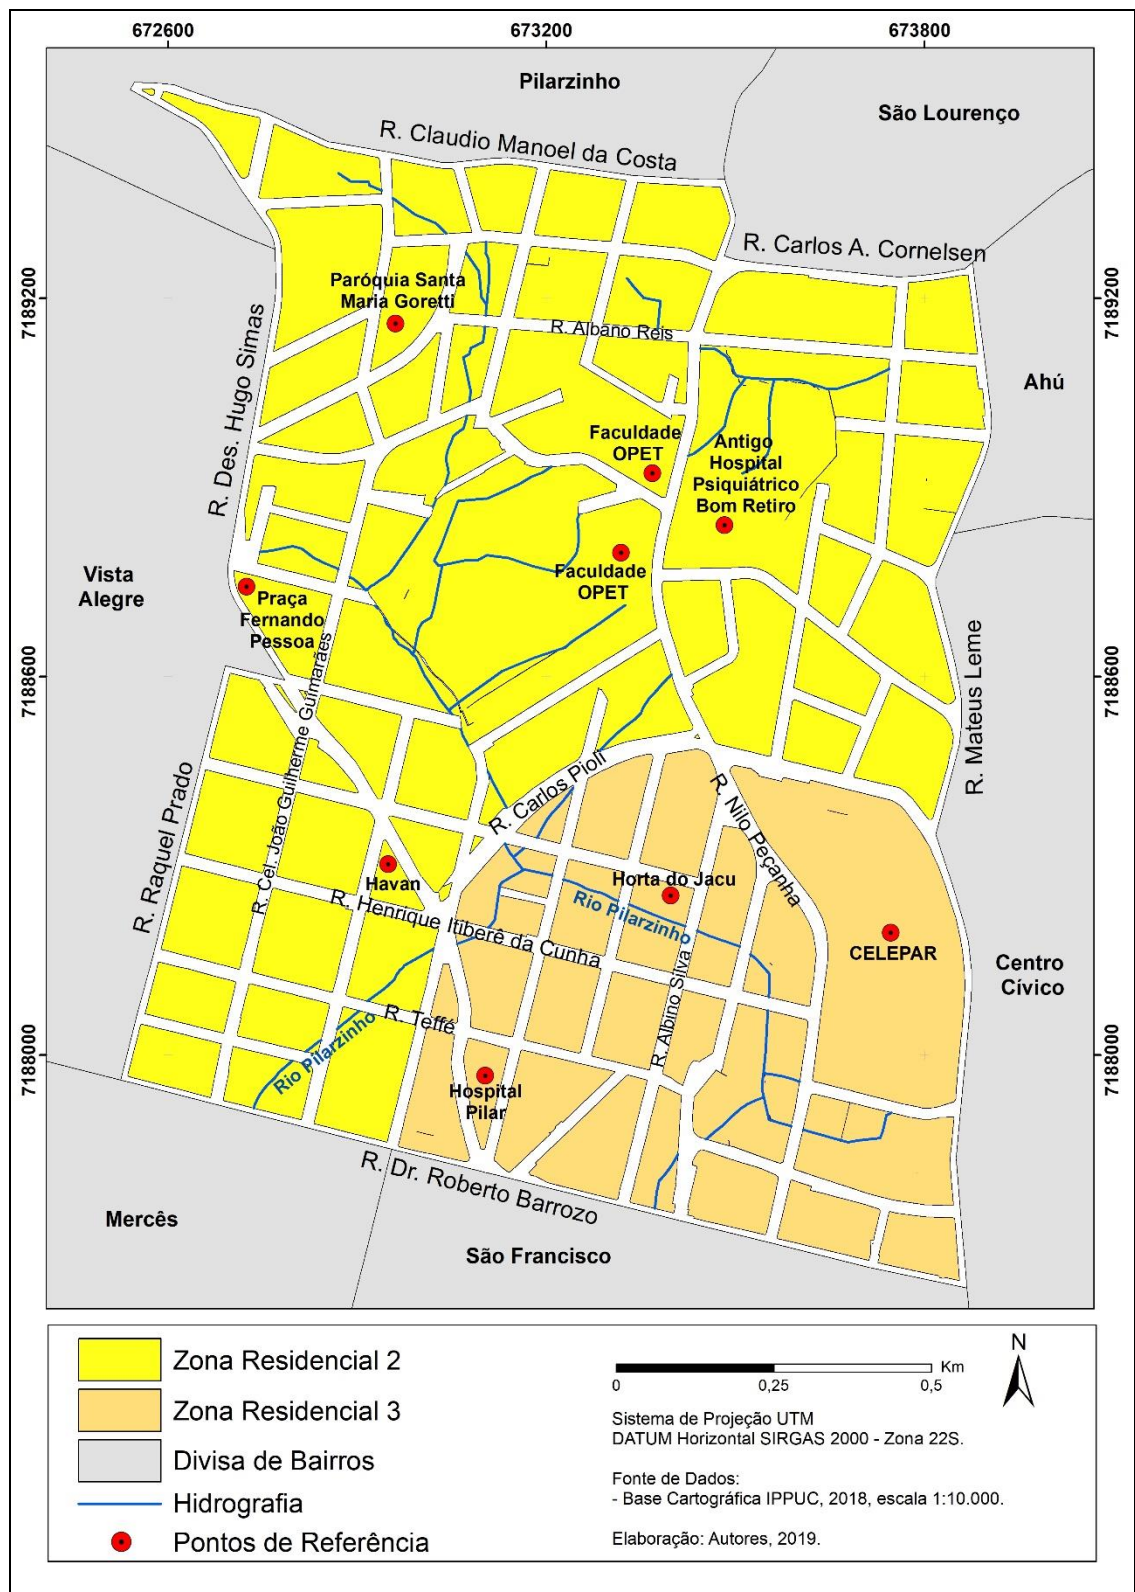 672600
673200
673800
Pilarzinho
São Lourenço
R. Claudio Manoel da Costa
R. Carlos A. Cornelsen
7189200
7189200
Paróquia Santa
Maria Goretti
R. Albano Reis
R. Des. Hugo Simas
Ahú
Faculdade
OPET
Antigo
Hospital
Psiquiátrico
Bom Retiro
Vista
Alegre
Faculdade
OPET
Praça
Fernando
Pessoa
7188600
7188600
R. Cel. João Guilherme Guimarães
R. Mateus Leme
R. Raquel Prado
R. Carlos Pioli
R. Nilo Peçanha
Havan
Horta do Jacu
R. Henrique Itiberê da Cunha
Rio Pilarzinho
CELEPAR
Centro
Cívico
R. Albino Silva
R. Teffé
Rio Pilarzinho
7188000
7188000
Hospital
Pilar
R. Dr. Roberto Barrozo
Mercês
São Francisco
Zona Residencial 2
Zona Residencial 3
Divisa de Bairros
Hidrografia
Pontos de Referência
N
Km
0 0,25 0,5
Sistema de Projeção UTM
DATUM Horizontal SIRGAS 2000 - Zona 22S.
Fonte de Dados:
- Base Cartográfica IPPUC, 2018, escala 1:10.000.
Elaboração: Autores, 2019.